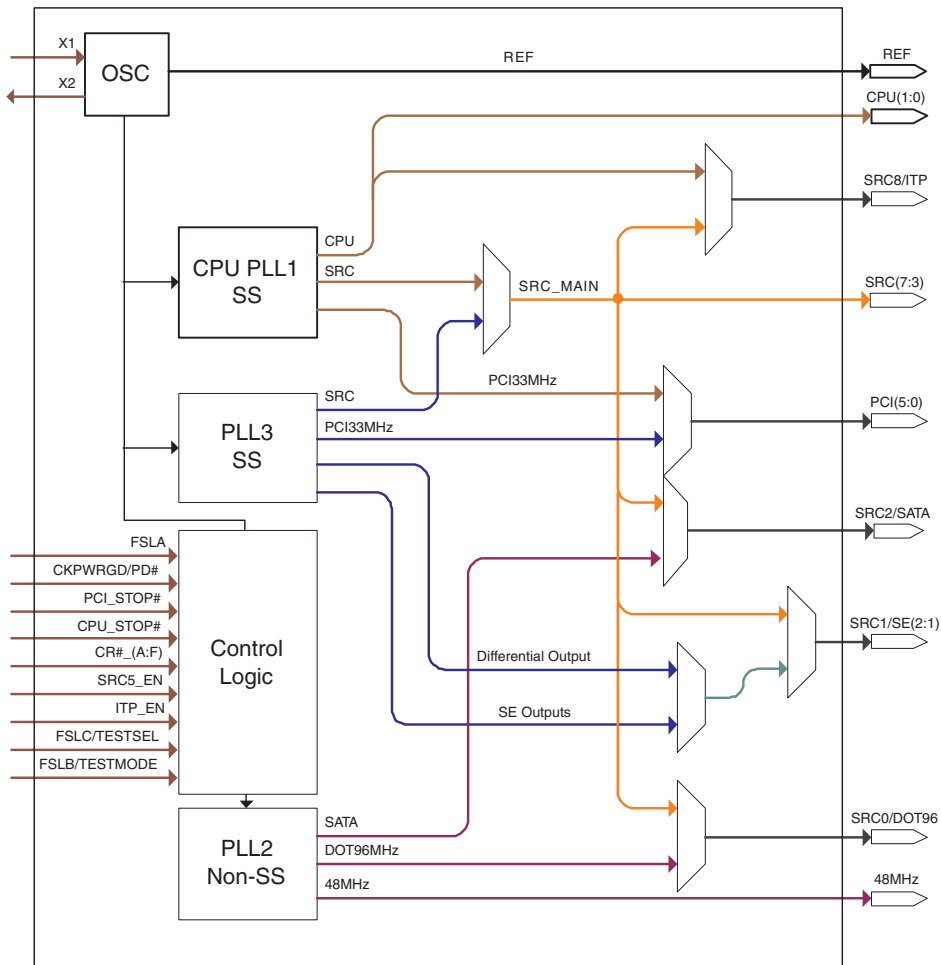 X1
OSC
REF
REF
X2
CPU(1:0)
SRC8/ITP
CPU PLL1
SS
CPU
SRC
SRC_MAIN
SRC(7:3)
PCI33MHz
PCI(5:0)
PLL3
SS
SRC
PCI33MHz
SRC2/SATA
FSLA
CKPWRGD/PD#
PCI_STOP#
CPU_STOP#
CR#_(A:F)
SRC5_EN
ITP_EN
FSLC/TESTSEL
FSLB/TESTMODE
Control
Logic
Differential Output
SE Outputs
SRC1/SE(2:1)
PLL2
Non-SS
SATA
DOT96MHz
48MHz
SRC0/DOT96
48MHz